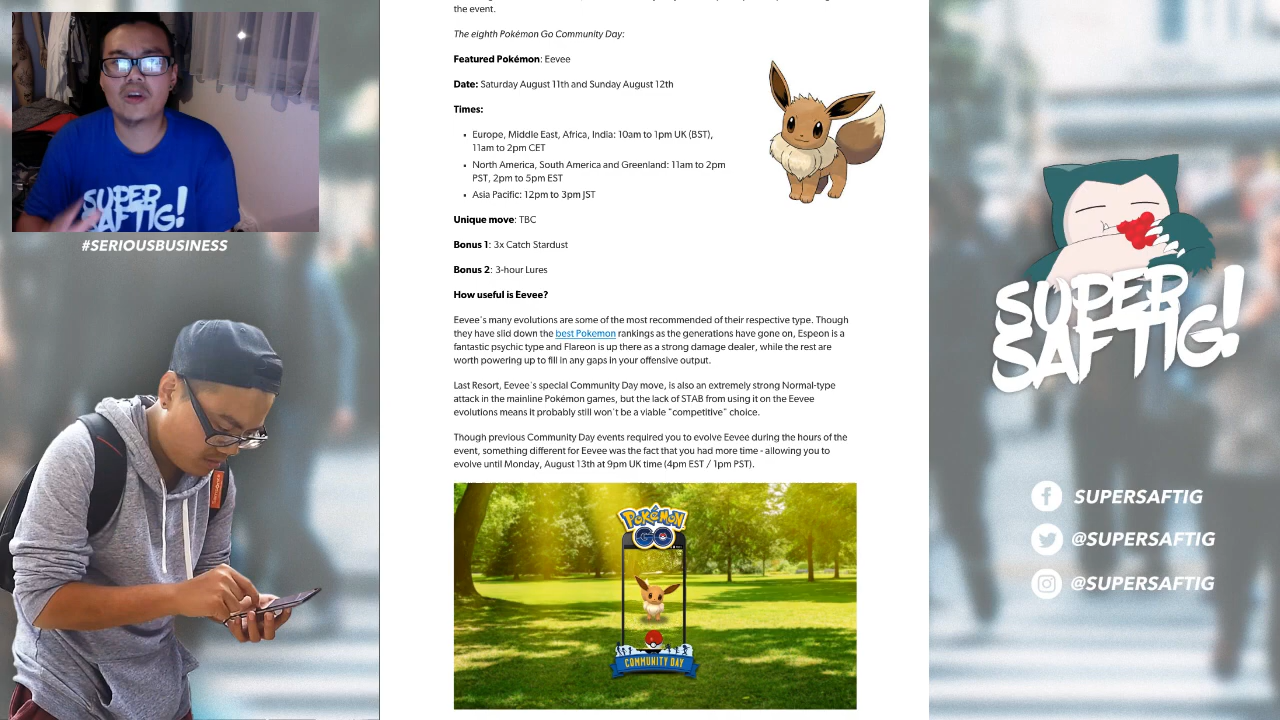 the event.
The eighth Pokémon Go Community Day:
Featured Pokémon: Eevee
Date: Saturday August 11th and Sunday August 12th
Times:
Europe, Middle East, Africa, India: 10am to 1pm UK (BST),
11am to 2pm CET
North America, South America and Greenland: 11am to 2pm
PST, 2pm to 5pm EST
Asia Pacific: 12pm to 3pm JST
Unique move: TBC
Bonus 1: 3x Catch Stardust
Bonus 2: 3-hour Lures
How useful is Eevee?
Eevee's many evolutions are some of the most recommended of their respective type. Though
they have slid down the best Pokemon rankings as the generations have gone on, Espeon is a
fantastic psychic type and Flareon is up there as a strong damage dealer, while the rest are
worth powering up to fill in any gaps in your offensive output.
Last Resort, Eevee's special Community Day move, is also an extremely strong Normal-type
attack in the mainline Pokémon games, but the lack of STAB from using it on the Eevee
evolutions means it probably still won't be a viable "competitive" choice.
Though previous Community Day events required you to evolve Eevee during the hours of the
event, something different for Eevee was the fact that you had more time - allowing you to
evolve until Monday, August 13th at 9pm UK time (4pm EST / 1pm PST).
POKÉMON
GO
COMMUNITY DAY
SUPER
SAFTIG!
#SERIOUSBUSINESS
SUPER
SAFTIG!
SUPERSAFTIG
@SUPERSAFTIG
@SUPERSAFTIG